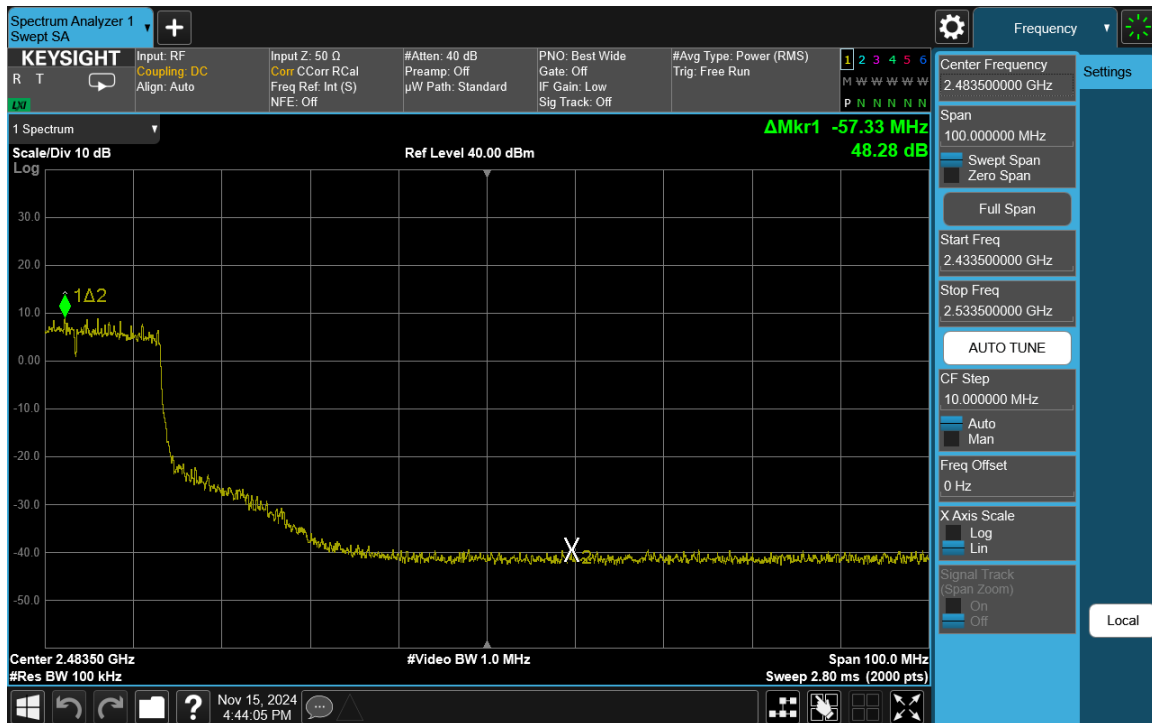 Spectrum Analyzer 1
Swept SA
Frequency
KEYSIGHT
R T
LXI
Input: RF
Coupling: DC
Align: Auto
Input Z: 50 Ω
Corr CCorr RCal
Freq Ref: Int (S)
NFE: Off
#Atten: 40 dB
Preamp: Off
µW Path: Standard
PNO: Best Wide
Gate: Off
IF Gain: Low
Sig Track: Off
#Avg Type: Power (RMS)
Trig: Free Run
1 2 3 4 5 6
M W W W W W
P N N N N N
1 Spectrum
Scale/Div 10 dB
Log
Ref Level 40.00 dBm
ΔMkr1 -57.33 MHz
48.28 dB
30.0
20.0
10.0
0.00
-10.0
-20.0
-30.0
-40.0
-50.0
1Δ2
X2
Center 2.48350 GHz
#Res BW 100 kHz
#Video BW 1.0 MHz
Span 100.0 MHz
Sweep 2.80 ms (2000 pts)
Nov 15, 2024
4:44:05 PM
?
Center Frequency
2.483500000 GHz
Span
100.000000 MHz
Swept Span
Zero Span
Full Span
Start Freq
2.433500000 GHz
Stop Freq
2.533500000 GHz
AUTO TUNE
CF Step
10.000000 MHz
Auto
Man
Freq Offset
0 Hz
X Axis Scale
Log
Lin
Signal Track
(Span Zoom)
On
Off
Settings
Local